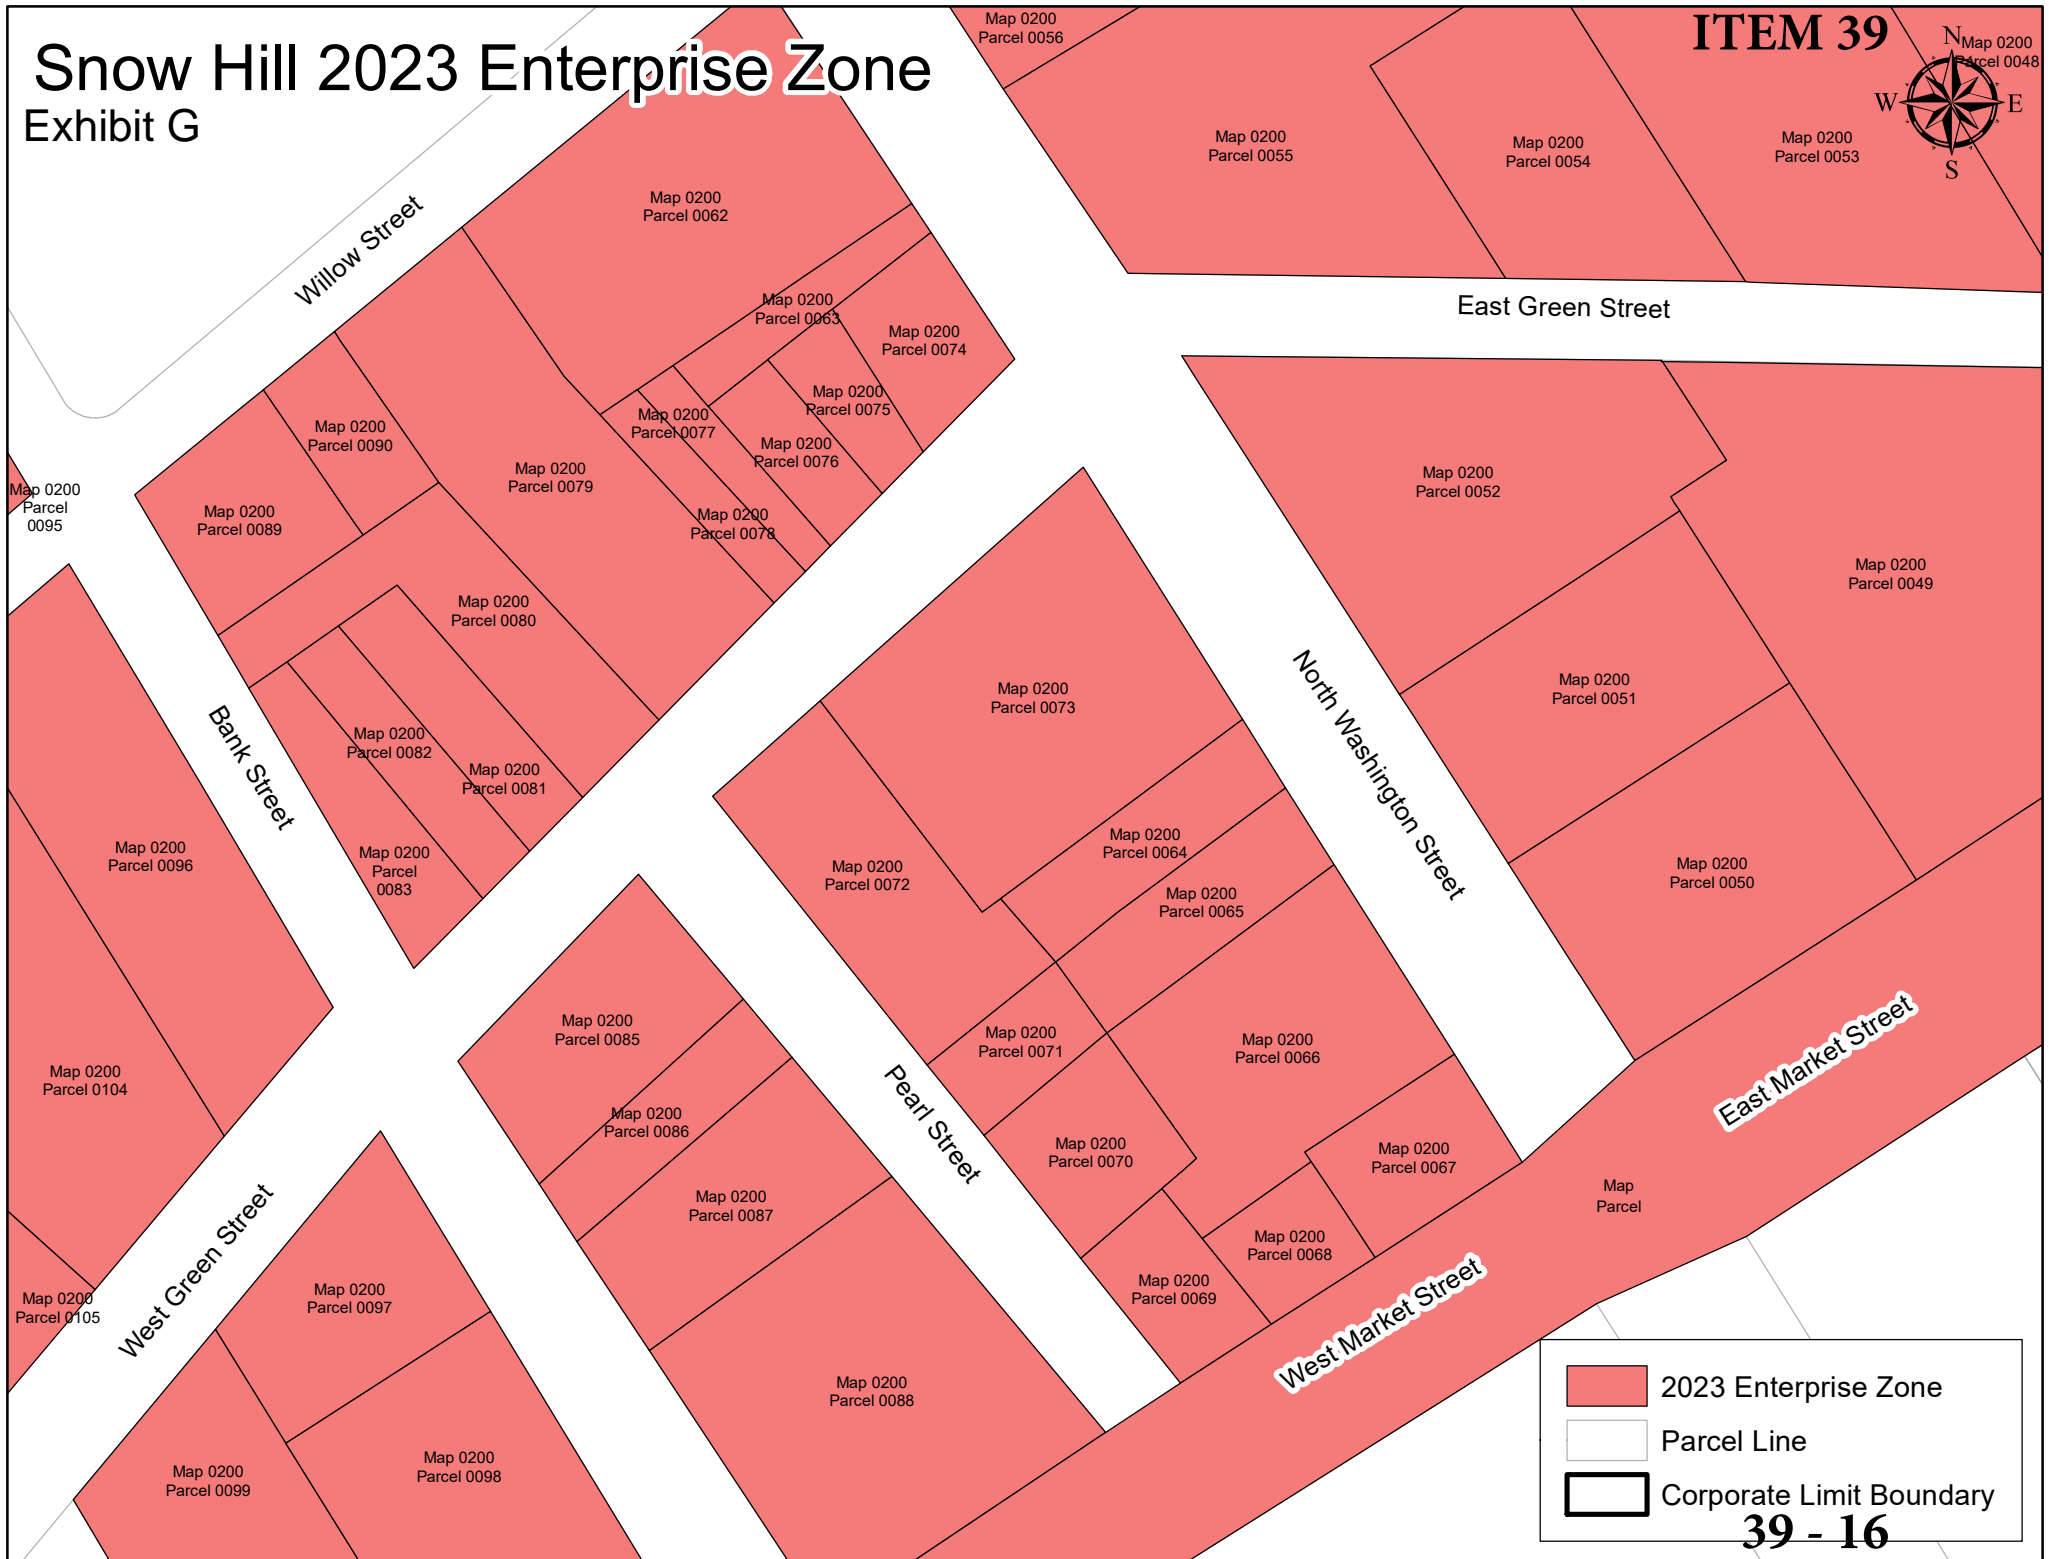 Snow Hill 2023 Enterprise Zone
Exhibit G
ITEM 39
N
W
E
S
Map 0200
Parcel 0056
Map 0200
Parcel 0048
Map 0200
Parcel 0055
Map 0200
Parcel 0054
Map 0200
Parcel 0053
Map 0200
Parcel 0062
Willow Street
East Green Street
Map 0200
Parcel 0063
Map 0200
Parcel 0074
Map 0200
Parcel 0075
Map 0200
Parcel 0077
Map 0200
Parcel 0076
Map 0200
Parcel 0090
Map 0200
Parcel 0079
Map 0200
Parcel 0052
Map 0200
Parcel
0095
Map 0200
Parcel 0089
Map 0200
Parcel 0078
Map 0200
Parcel 0049
Map 0200
Parcel 0080
Map 0200
Parcel 0073
Map 0200
Parcel 0051
North Washington Street
Bank Street
Map 0200
Parcel 0082
Map 0200
Parcel 0081
Map 0200
Parcel 0096
Map 0200
Parcel
0083
Map 0200
Parcel 0072
Map 0200
Parcel 0064
Map 0200
Parcel 0065
Map 0200
Parcel 0050
Map 0200
Parcel 0085
Map 0200
Parcel 0071
Map 0200
Parcel 0066
East Market Street
Map 0200
Parcel 0104
Map 0200
Parcel 0086
Pearl Street
Map 0200
Parcel 0070
Map 0200
Parcel 0067
Map
Parcel
Map 0200
Parcel 0087
West Green Street
Map 0200
Parcel 0068
Map 0200
Parcel 0069
West Market Street
Map 0200
Parcel 0105
Map 0200
Parcel 0097
Map 0200
Parcel 0088
Map 0200
Parcel 0099
Map 0200
Parcel 0098
2023 Enterprise Zone
Parcel Line
Corporate Limit Boundary
39 - 16